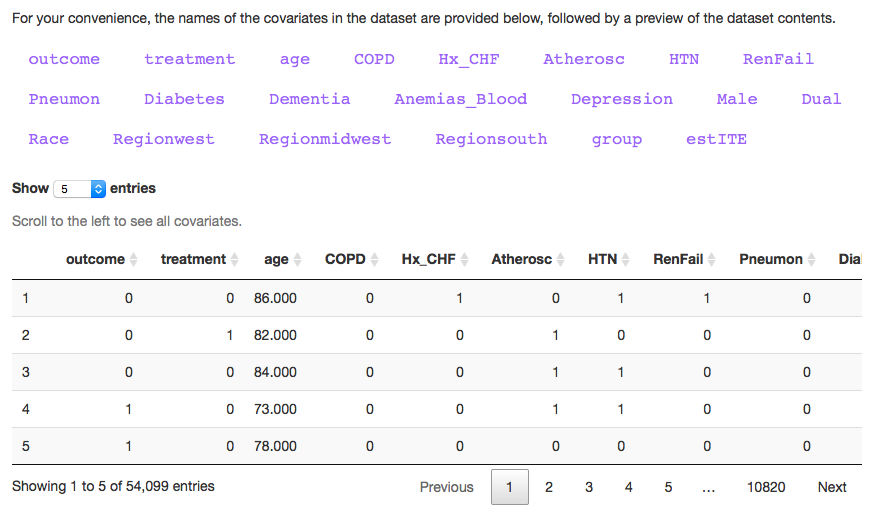 For your convenience, the names of the covariates in the dataset are provided below, followed by a preview of the dataset contents.
outcome treatment age COPD Hx_CHF Atherosc HTN RenFail
Pneumon Diabetes Dementia Anemias_Blood Depression Male Dual
Race Regionwest Regionmidwest Regionsouth group estITE
Show 5 entries
Scroll to the left to see all covariates.
outcome treatment age COPD Hx_CHF Atherosc HTN RenFail Pneumon Dia
1 0 0 86.000 0 1 0 1 1 0
2 0 1 82.000 0 0 1 0 0 0
3 0 0 84.000 0 0 1 1 0 0
4 1 0 73.000 0 0 1 1 0 0
5 1 0 78.000 0 0 0 0 0 0
Showing 1 to 5 of 54,099 entries Previous 1 2 3 4 5 ... 10820 Next